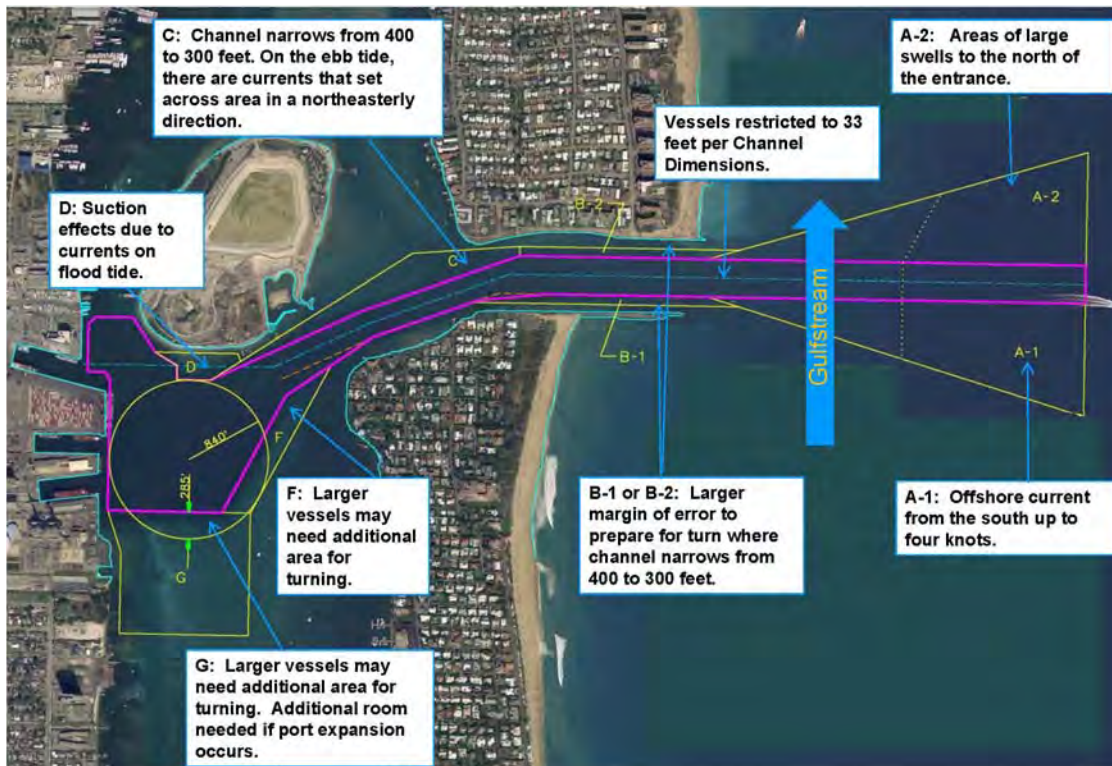 C: Channel narrows from 400
to 300 feet. On the ebb tide,
there are currents that set
across area in a northeasterly
direction.
A-2: Areas of large
swells to the north of
the entrance.
Vessels restricted to 33
feet per Channel
Dimensions.
D: Suction
effects due to
currents on
flood tide.
B-2
A-2
C
Gulfstream
B-1
A-1
D
F
840'
285'
G
F: Larger
vessels may
need additional
area for
turning.
B-1 or B-2: Larger
margin of error to
prepare for turn where
channel narrows from
400 to 300 feet.
A-1: Offshore current
from the south up to
four knots.
G: Larger vessels may
need additional area for
turning. Additional room
needed if port expansion
occurs.